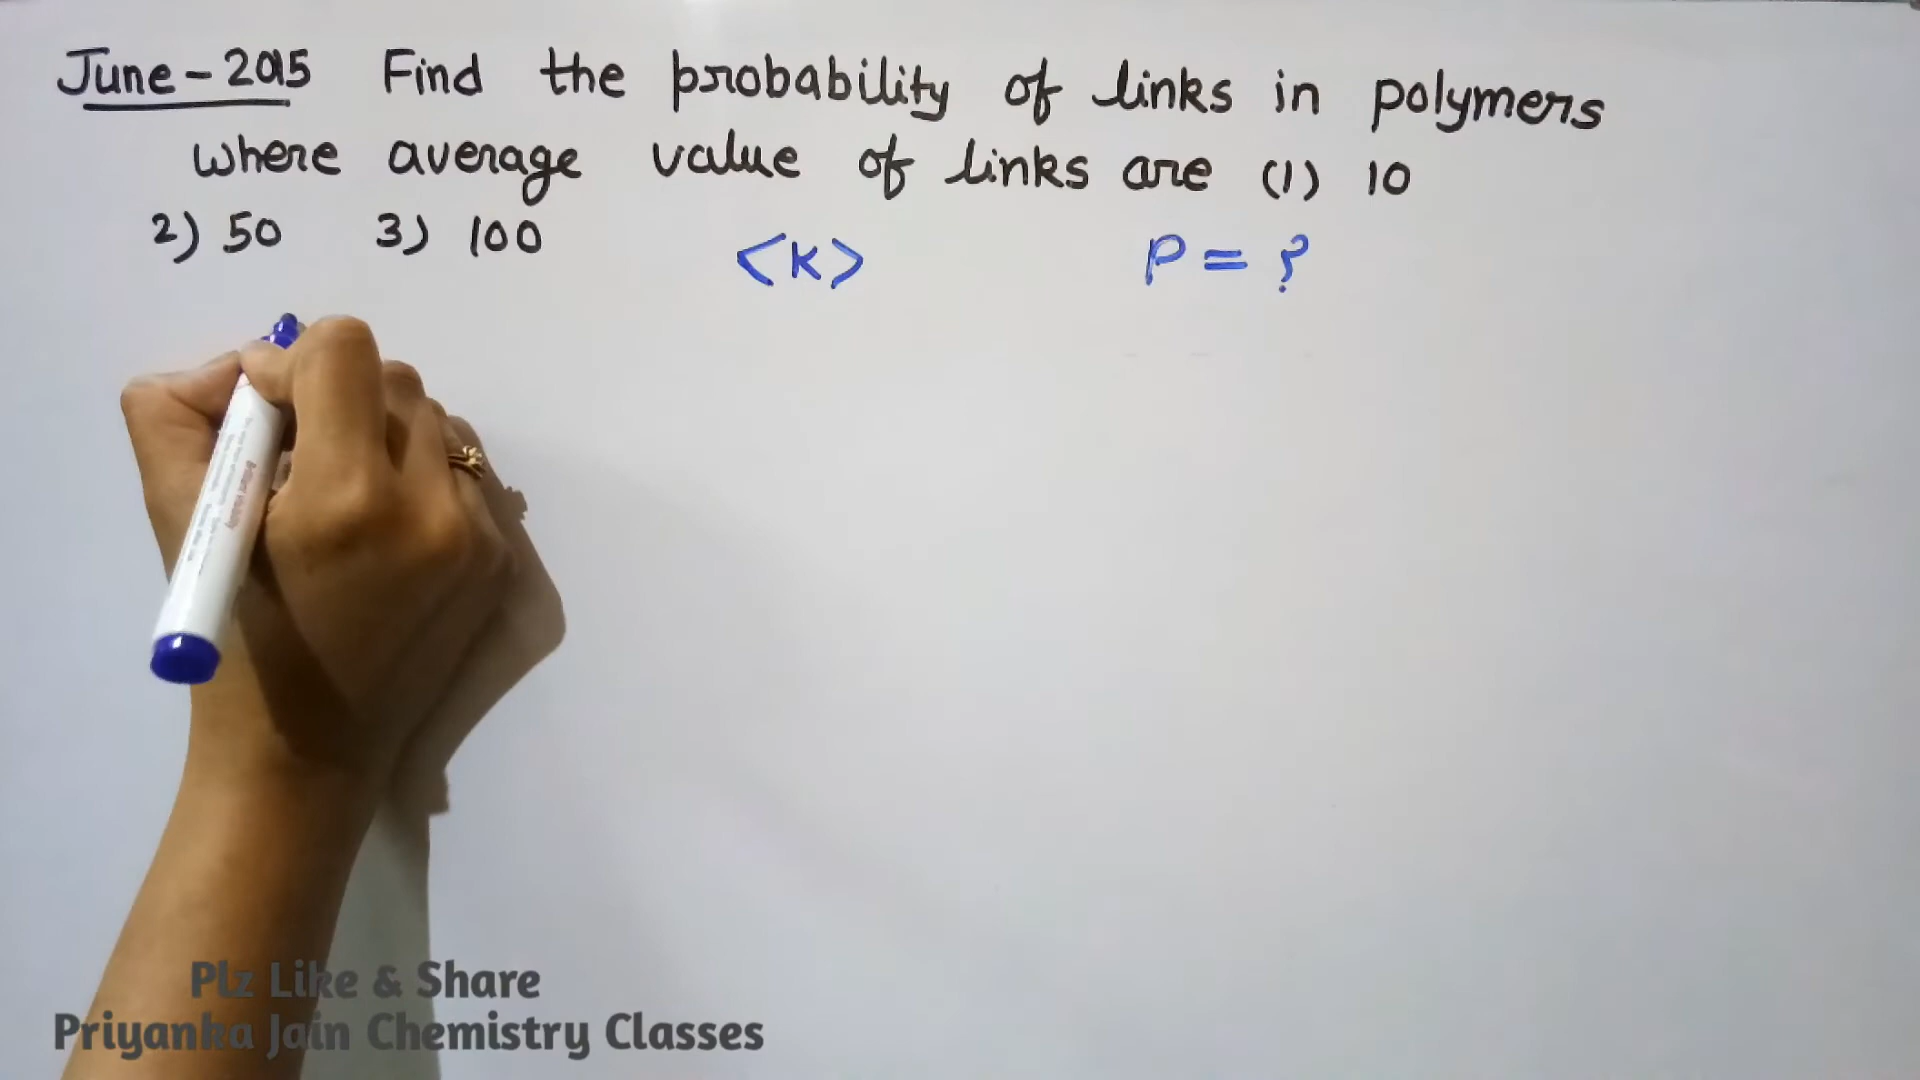 June - 2015 Find the probability of links in polymers
where average value of links are (1) 10
2) 50 3) 100 <K> P = ?
Plz Like & Share
Priyanka Jain Chemistry Classes